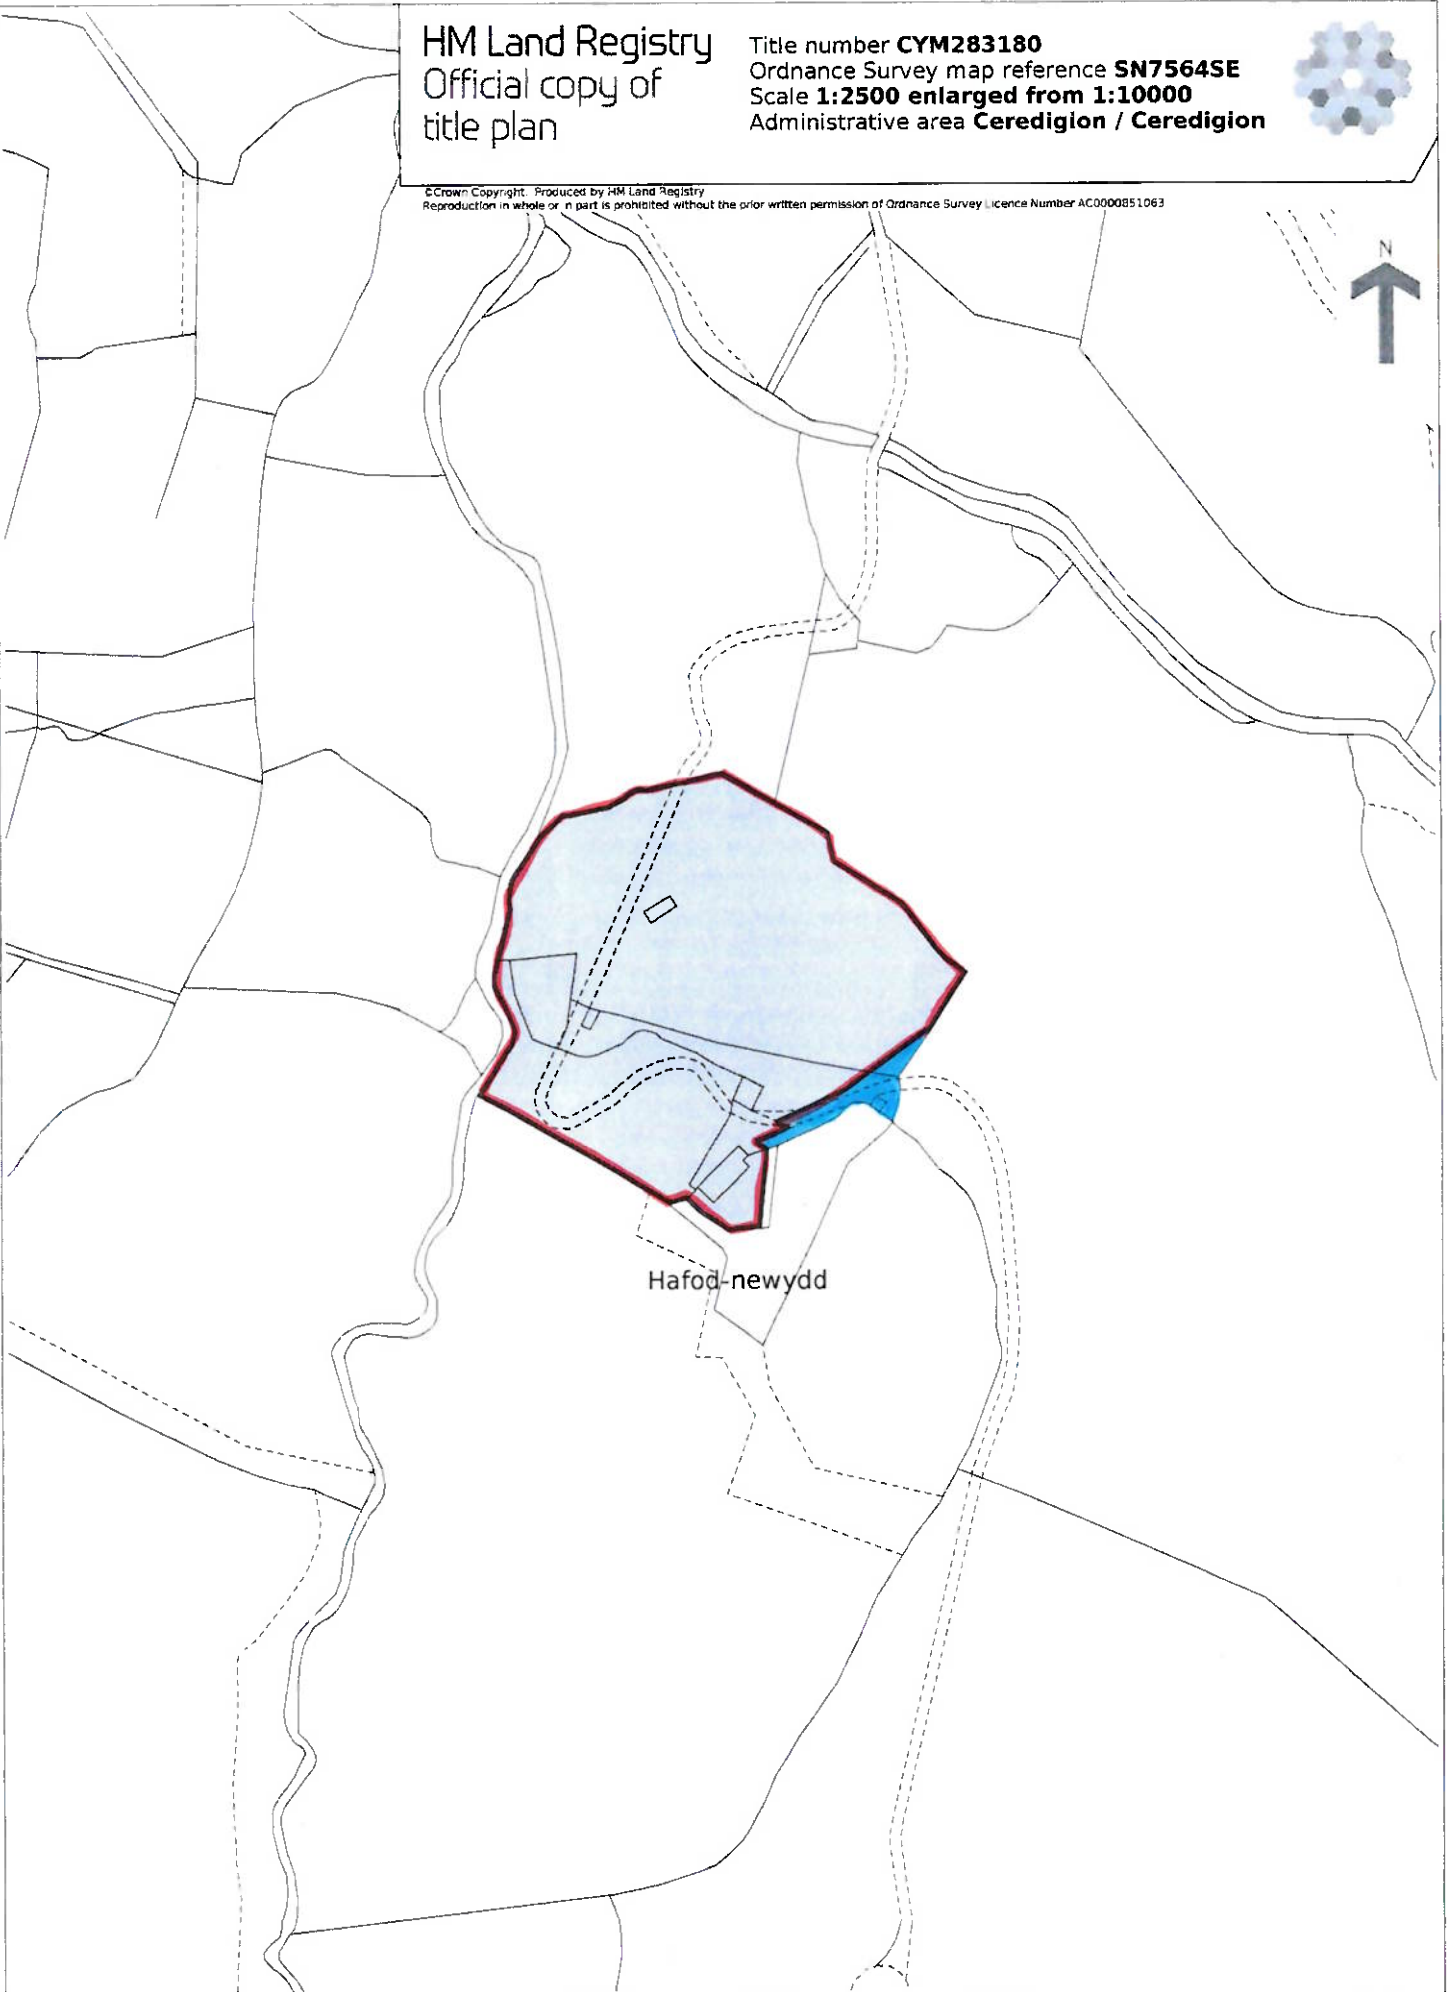 HM Land Registry
Official copy of
title plan
Title number CYM283180
Ordnance Survey map reference SN7564SE
Scale 1:2500 enlarged from 1:10000
Administrative area Ceredigion / Ceredigion
©Crown Copyright. Produced by HM Land Registry
Reproduction in whole or in part is prohibited without the prior written permission of Ordnance Survey Licence Number AC0000851063
N
Hafod-newydd